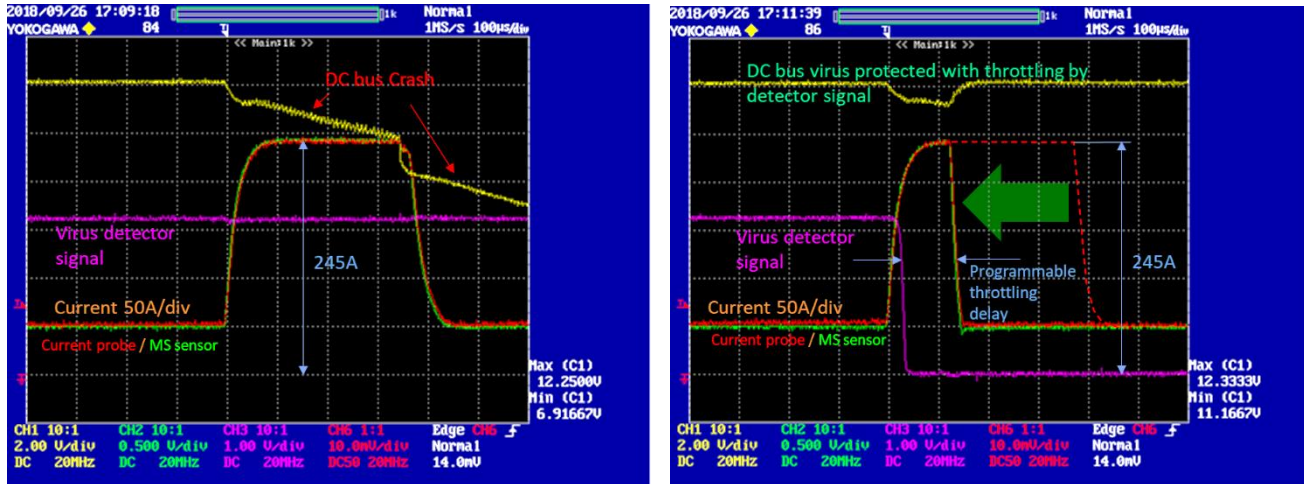 2018/09/26 17:09:18
1k
Normal
YOKOGAWA
84
1MS/s 100µs/div
<< Main:1k >>
DC bus Crash
Virus detector
signal
245A
Current 50A/div
Current probe / MS sensor
Max (C1)
12.2500V
Min (C1)
6.91667V
CH1 10:1
CH2 10:1
CH3 10:1
CH6 1:1
Edge CH6
2.00 V/div
0.500 V/div
1.00 V/div
10.0mV/div
Normal
DC 20MHz
DC 20MHz
DC 20MHz
DC50 20MHz
14.0mV
2018/09/26 17:11:39
1k
Normal
YOKOGAWA
86
1MS/s 100µs/div
<< Main:1k >>
DC bus virus protected with throttling by
detector signal
Virus detector
signal
245A
Programmable
throttling
delay
Current 50A/div
Current probe / MS sensor
Max (C1)
12.3333V
Min (C1)
11.1667V
CH1 10:1
CH2 10:1
CH3 10:1
CH6 1:1
Edge CH6
2.00 V/div
0.500 V/div
1.00 V/div
10.0mV/div
Normal
DC 20MHz
DC 20MHz
DC 20MHz
DC50 20MHz
14.0mV